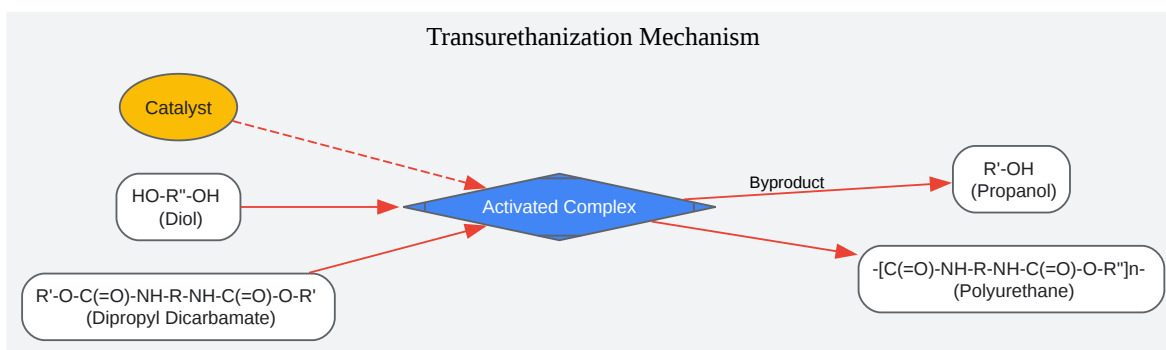 Transurethanization Mechanism
Catalyst
HO-R"-OH
(Diol)
R'-O-C(=O)-NH-R-NH-C(=O)-O-R'
(Dipropyl Dicarbamate)
Activated Complex
Byproduct
R'-OH
(Propanol)
-[C(=O)-NH-R-NH-C(=O)-O-R"]n-
(Polyurethane)